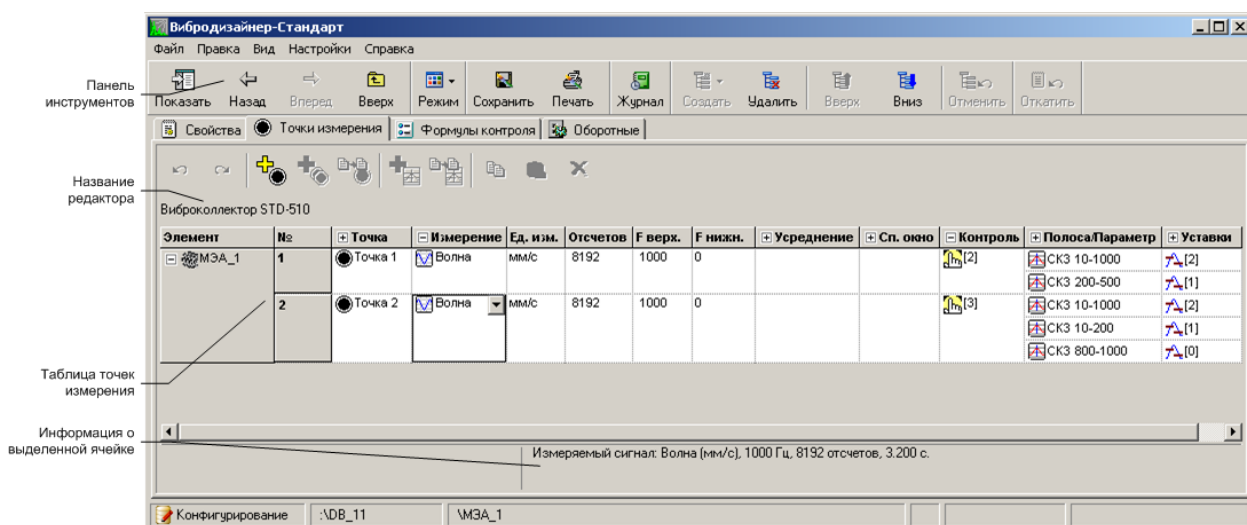 Вибродизайнер-Стандарт
Файл Правка Вид Настройки Справка
Панель
инструментов
Показать Назад Вперед Вверх Режим Сохранить Печать Журнал Создать Удалить Вверх Вниз Отменить Откатить
Свойства Точки измерения Формулы контроля Оборотные
Название
редактора
Виброколлектор STD-510
Элемент № Точка Измерение Ед. изм. Отсчетов F верх. F нижн. Усреднение Сп. окно Контроль Полоса/Параметр Уставки
МЭА_1 1 Точка 1 Волна мм/с 8192 1000 0 [2] СКЗ 10-1000 [2]
СКЗ 200-500 [1]
2 Точка 2 Волна мм/с 8192 1000 0 [3] СКЗ 10-1000 [2]
СКЗ 10-200 [1]
СКЗ 800-1000 [0]
Таблица точек
измерения
Информация о
выделенной ячейке
Измеряемый сигнал: Волна (мм/с), 1000 Гц, 8192 отсчетов, 3.200 с.
Конфигурирование :\DB_11 \МЭА_1